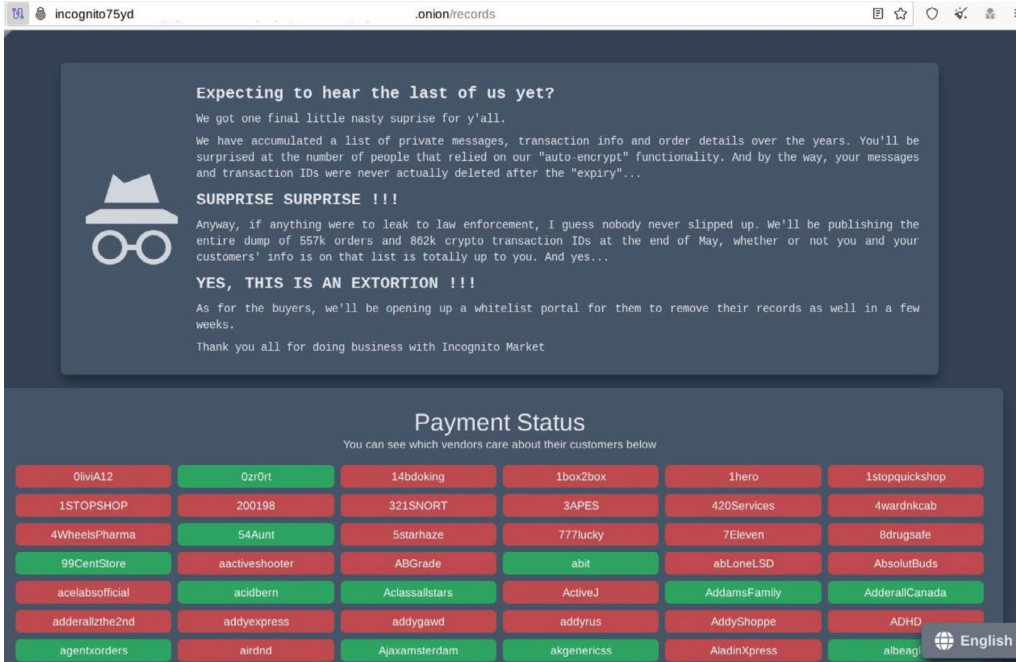 incognito75yd .onion/records
Expecting to hear the last of us yet?
We got one final little nasty suprise for y'all.
We have accumulated a list of private messages, transaction info and order details over the years. You'll be
surprised at the number of people that relied on our "auto-encrypt" functionality. And by the way, your messages
and transaction IDs were never actually deleted after the "expiry"...
SURPRISE SURPRISE !!!
Anyway, if anything were to leak to law enforcement, I guess nobody never slipped up. We'll be publishing the
entire dump of 557k orders and 862k crypto transaction IDs at the end of May, whether or not you and your
customers' info is on that list is totally up to you. And yes...
YES, THIS IS AN EXTORTION !!!
As for the buyers, we'll be opening up a whitelist portal for them to remove their records as well in a few
weeks.
Thank you all for doing business with Incognito Market
Payment Status
You can see which vendors care about their customers below
0liviA12 0zr0rt 14bdoking 1box2box 1hero 1stopquickshop
1STOPSHOP 200198 321SNORT 3APES 420Services 4wardnkcab
4WheelsPharma 54Aunt 5starhaze 777lucky 7Eleven 8drugsafe
99CentStore aactiveshooter ABGrade abit abLoneLSD AbsolutBuds
acelabsofficial acidbern Aclassallstars ActiveJ AddamsFamily AdderallCanada
adderallzthe2nd addyexpress addygawd addyrus AddyShoppe ADHD
agentxorders airdnd Ajaxamsterdam akgenericss AladinXpress
English